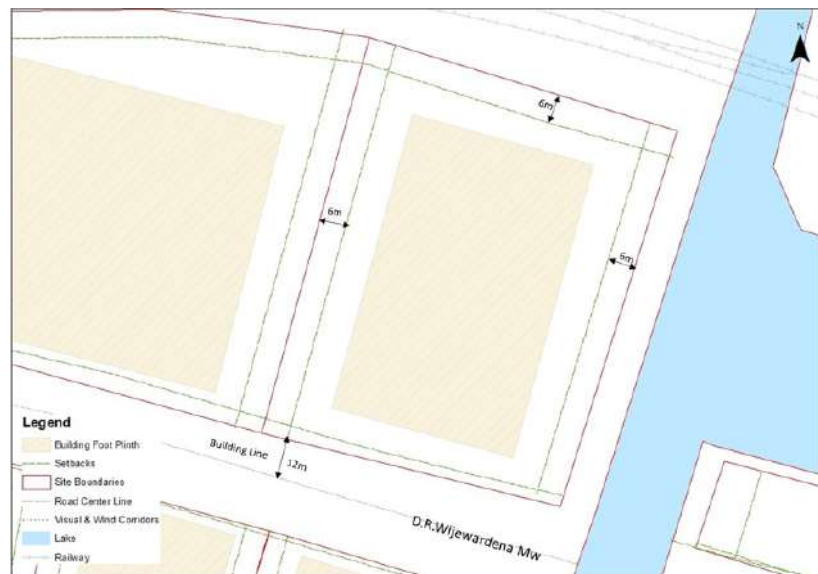 N
6m
6m
6m
Building Line
12m
D.R.Wijewardena Mw
Legend
Building Foot Plinth
Setbacks
Site Boundaries
Road Center Line
Visual & Wind Corridors
Lake
Railway